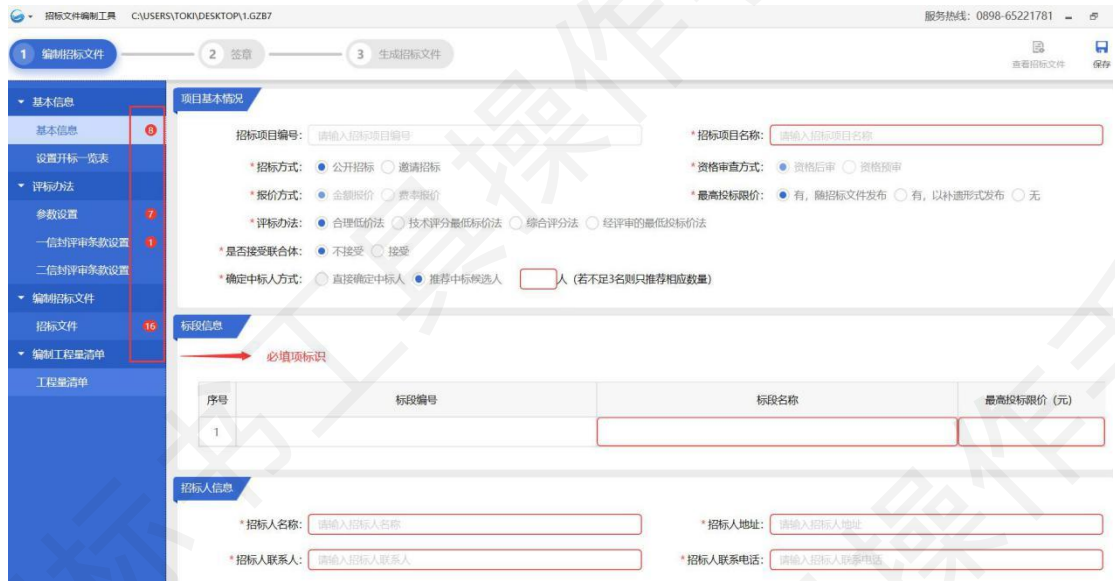 招标文件编制工具 C:\USERS\TOKI\DESKTOP\1.GZB7 服务热线：0898-65221781
1 编制招标文件 2 签章 3 生成招标文件 查看招标文件 保存
基本信息
基本信息 8
设置开标一览表
评标办法
参数设置 7
一信封评审条款设置 1
二信封评审条款设置
编制招标文件
招标文件 16
编制工程量清单
工程量清单
项目基本情况
招标项目编号： 请输入招标项目编号 *招标项目名称： 请输入招标项目名称
*招标方式： 公开招标 邀请招标 *资格审查方式： 资格后审 资格预审
*报价方式： 金额报价 费率报价 *最高投标限价： 有，随招标文件发布 有，以补遗形式发布 无
*评标办法： 合理低价法 技术评分最低标价法 综合评分法 经评审的最低投标价法
*是否接受联合体： 不接受 接受
*确定中标人方式： 直接确定中标人 推荐中标候选人 人（若不足3名则只推荐相应数量）
标段信息
必填项标识
序号 标段编号 标段名称 最高投标限价（元）
1
招标人信息
*招标人名称： 请输入招标人名称 *招标人地址： 请输入招标人地址
*招标人联系人： 请输入招标人联系人 *招标人联系电话： 请输入招标人联系电话